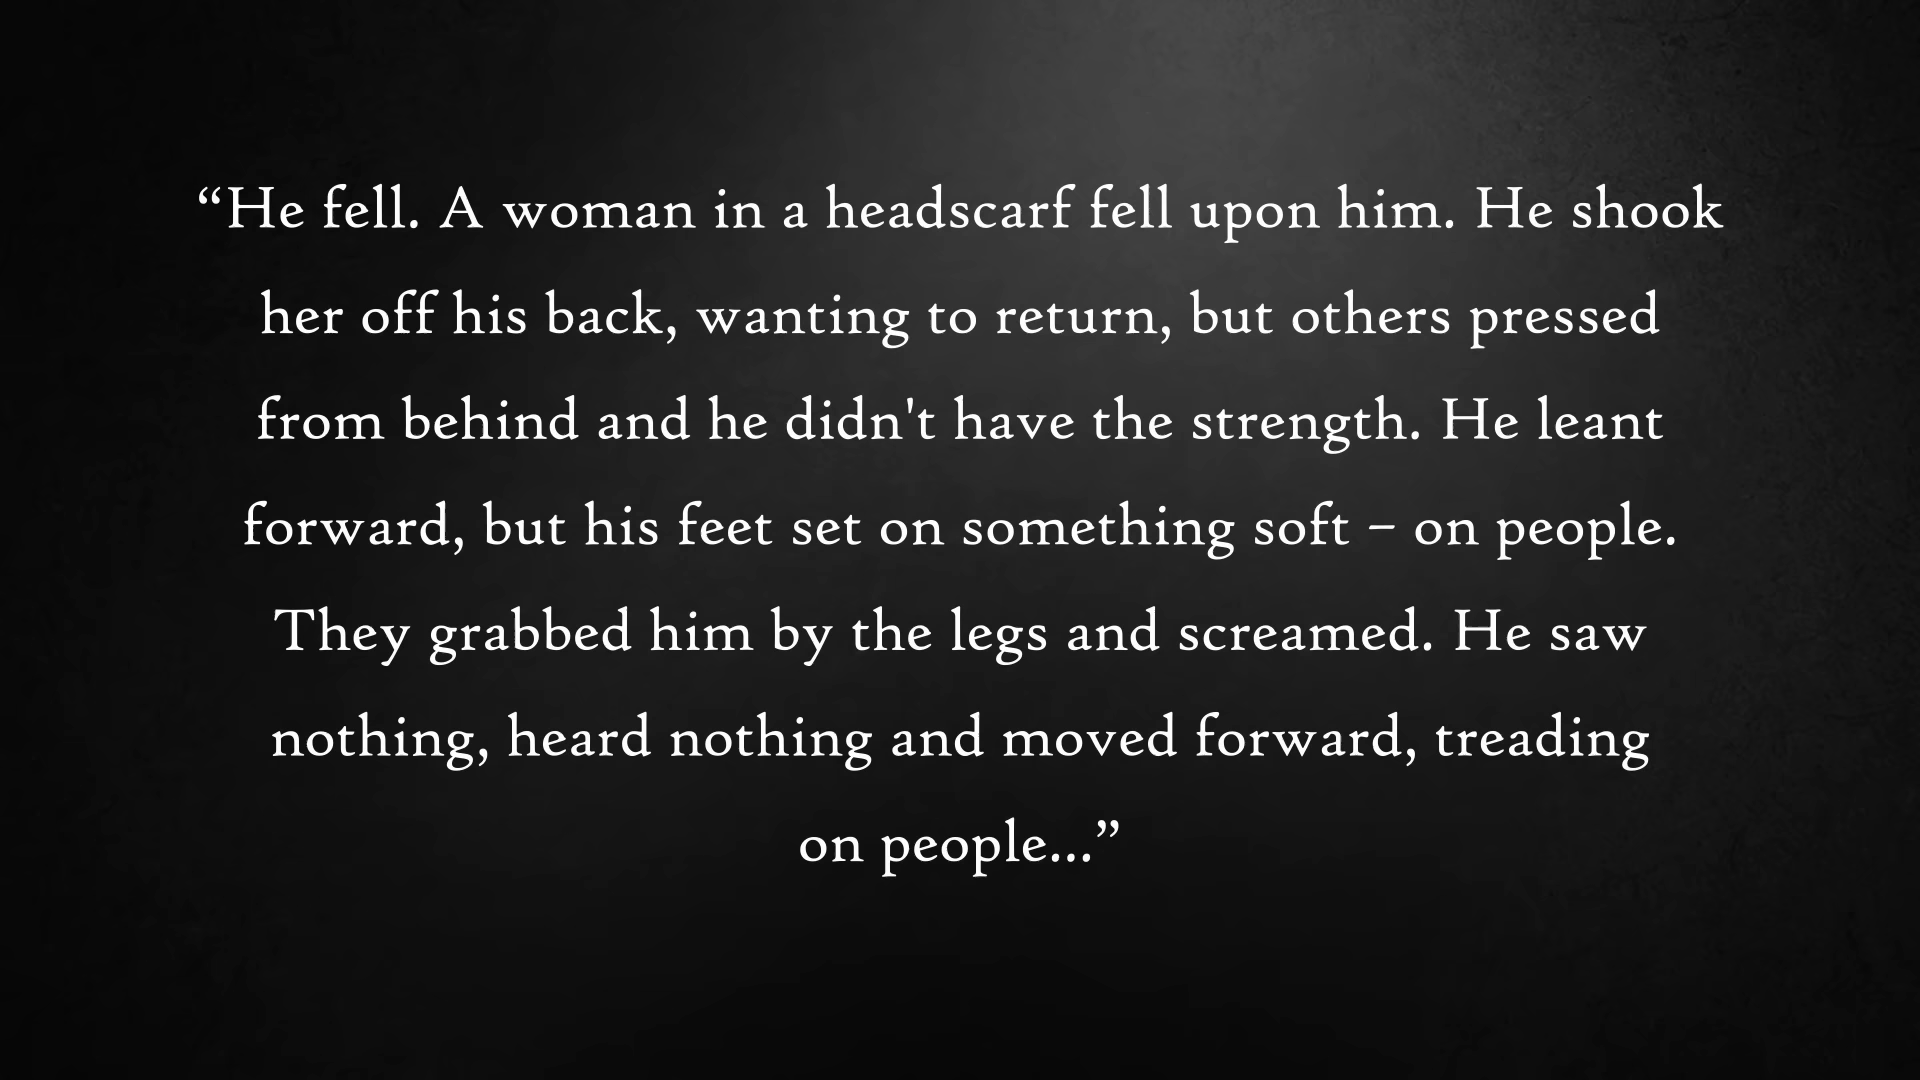 “He fell. A woman in a headscarf fell upon him. He shook
her off his back, wanting to return, but others pressed
from behind and he didn't have the strength. He leant
forward, but his feet set on something soft – on people.
They grabbed him by the legs and screamed. He saw
nothing, heard nothing and moved forward, treading
on people...”